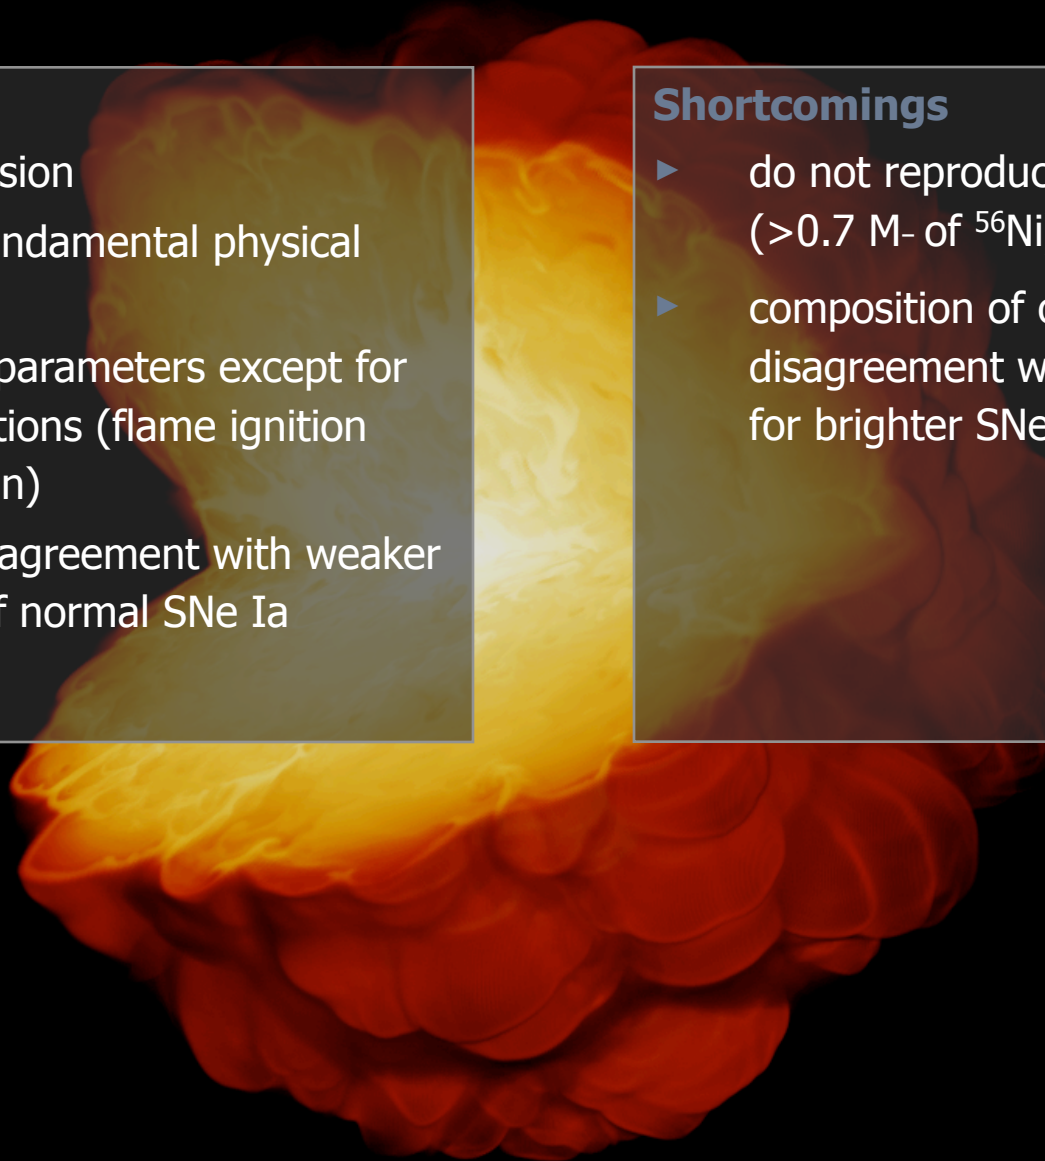 sion
ndamental physical
parameters except for
tions (flame ignition
n)
agreement with weaker
f normal SNe Ia
Shortcomings
► do not reproduc
(>0.7 M- of ⁵⁶Ni
► composition of
disagreement w
for brighter SNe